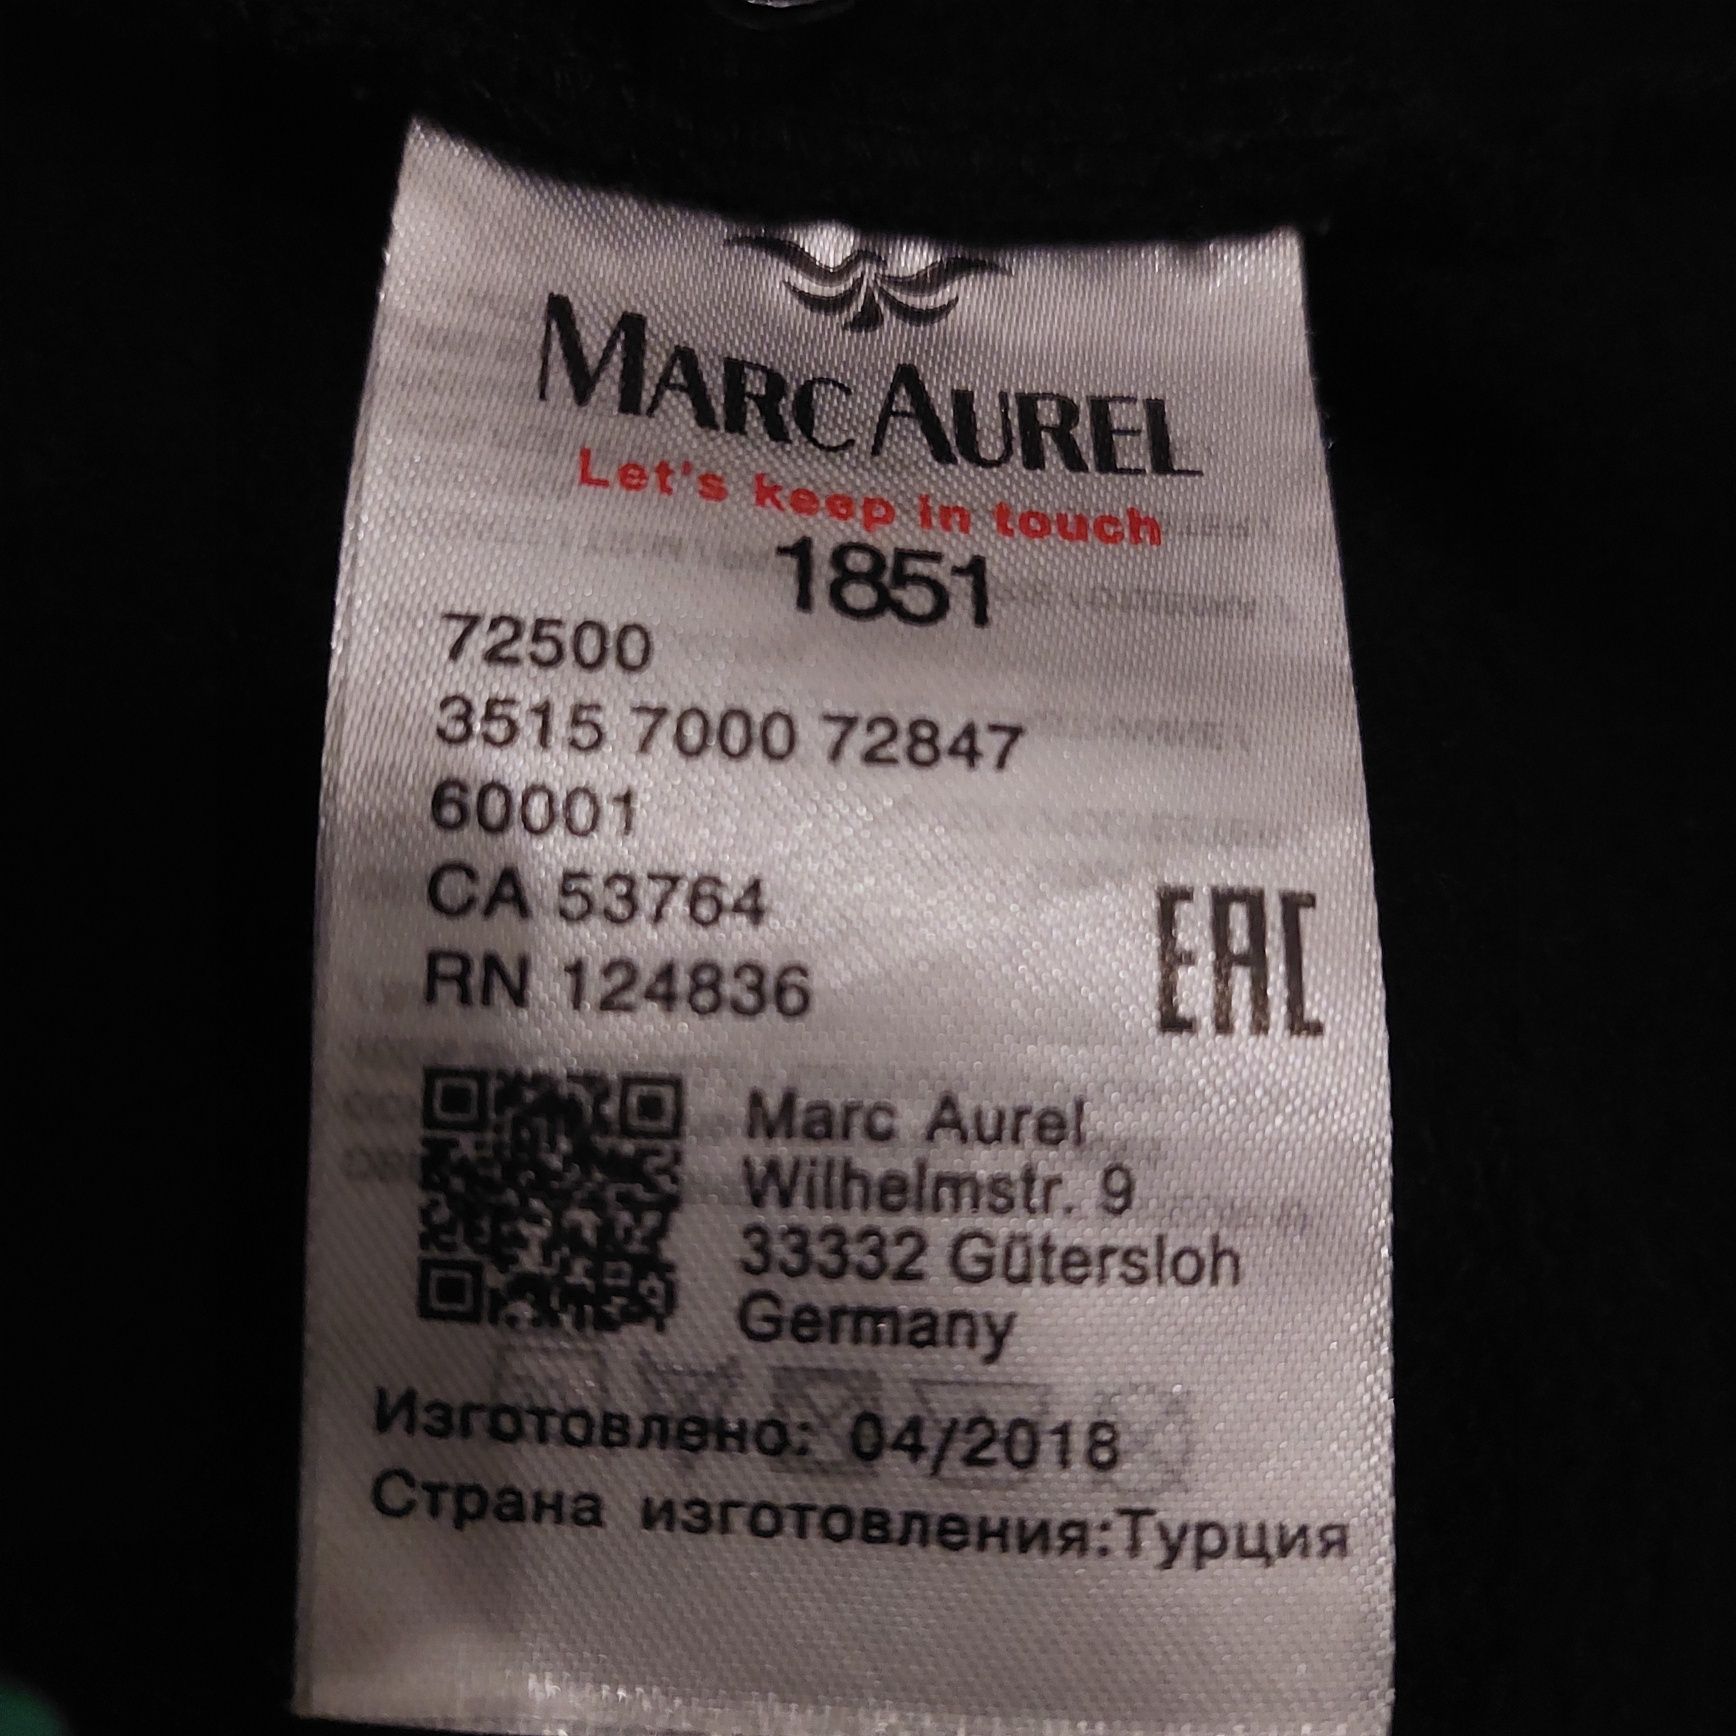 MARC AUREL
Let's keep in touch
1851
72500
3515 7000 72847
60001
CA 53764
RN 124836
EAC
Marc Aurel
Wilhelmstr. 9
33332 Gütersloh
Germany
Изготовлено: 04/2018
Страна изготовления:Турция